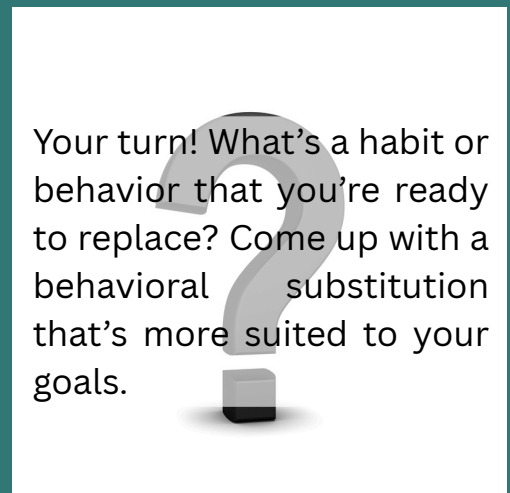 Your turn! What’s a habit or
behavior that you’re ready
to replace? Come up with a
behavioral substitution
that’s more suited to your
goals.